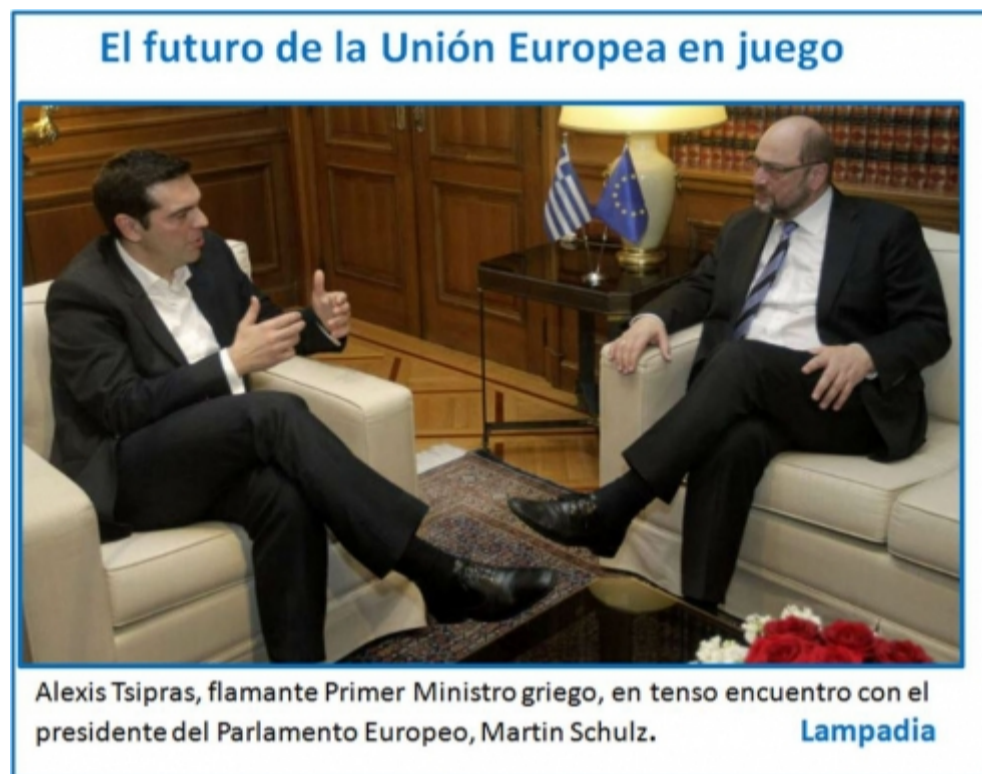 El futuro de la Unión Europea en juego
Alexis Tsipras, flamante Primer Ministro griego, en tenso encuentro con el
presidente del Parlamento Europeo, Martin Schulz. Lampadia